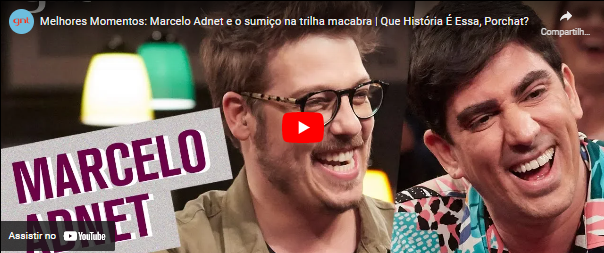 gnt
Melhores Momentos: Marcelo Adnet e o sumiço na trilha macabra | Que História É Essa, Porchat?
Compartilh...
MARCELO
ADNET
Assistir no YouTube